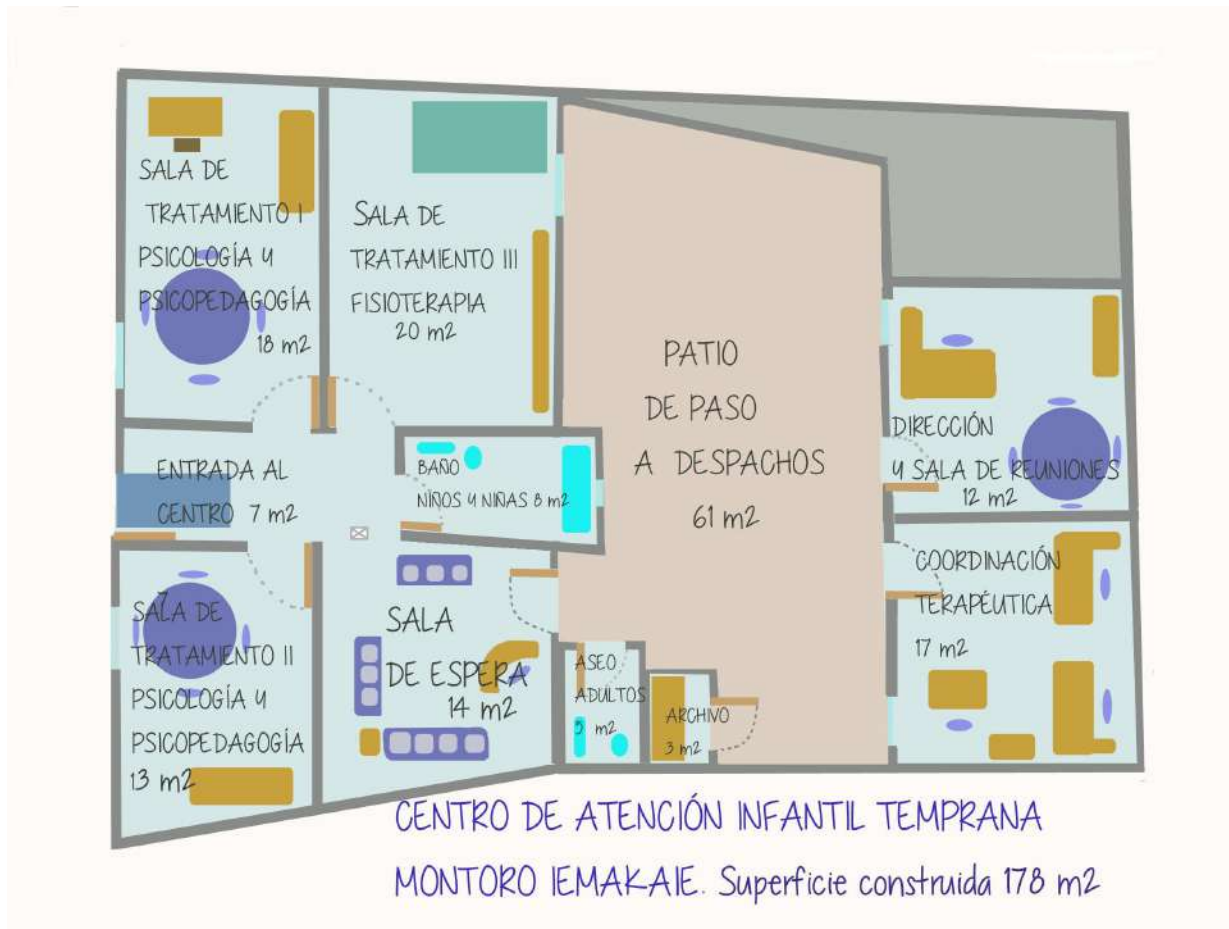 SALA DE
TRATAMIENTO I
PSICOLOGÍA Y
PSICOPEDAGOGÍA
18 m2
SALA DE
TRATAMIENTO III
FISIOTERAPIA
20 m2
PATIO
DE PASO
A DESPACHOS
61 m2
DIRECCIÓN
Y SALA DE REUNIONES
12 m2
ENTRADA AL
CENTRO 7 m2
BAÑO
NIÑOS Y NIÑAS 8 m2
COORDINACIÓN
TERAPÉUTICA
17 m2
SALA DE
TRATAMIENTO II
PSICOLOGÍA Y
PSICOPEDAGOGÍA
13 m2
SALA
DE ESPERA
14 m2
ASEO
ADULTOS
5 m2
ARCHIVO
3 m2
CENTRO DE ATENCIÓN INFANTIL TEMPRANA
MONTORO IEMAKAIE. Superficie construida 178 m2